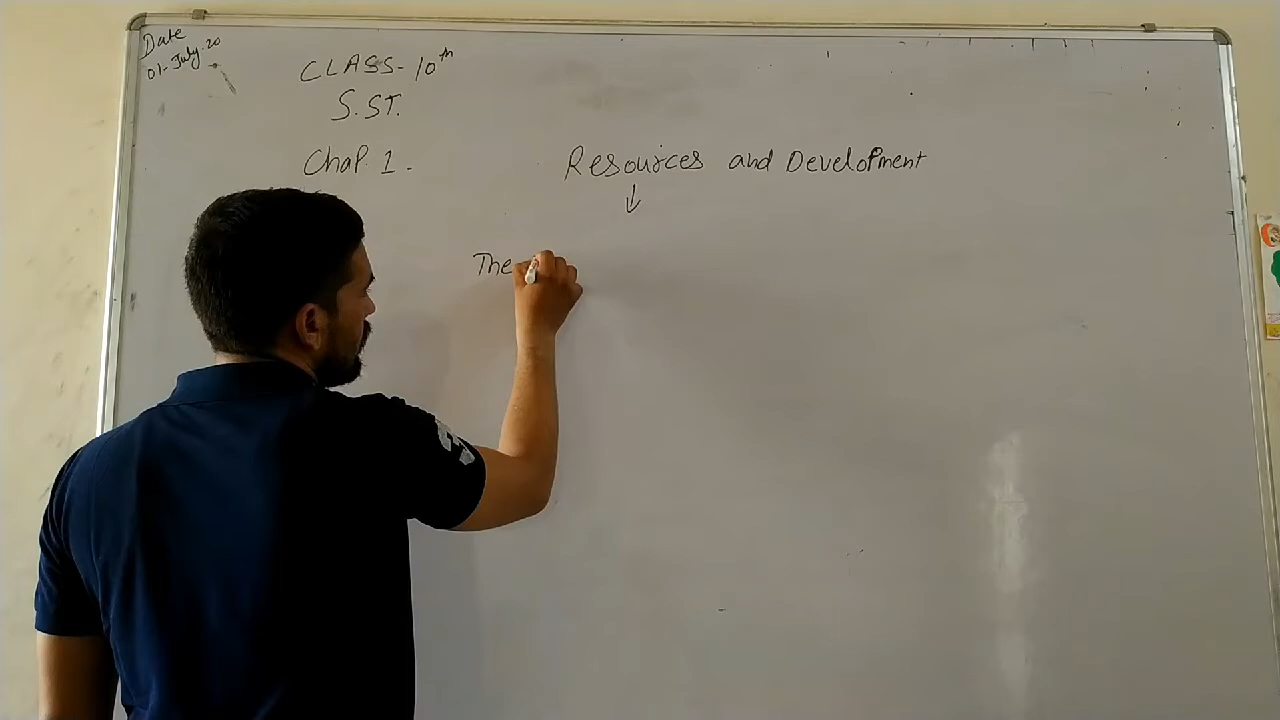 Date
01-July-20
CLASS-10th
S.ST.
Chap. 1.
Resources and Development
The